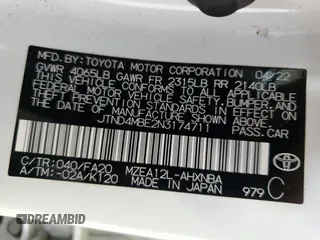 MFD.BY: TOYOTA MOTOR CORPORATION 04/22
GVWR 4065LB GAWR FR 2315LB RR 2140LB
THIS VEHICLE CONFORMS TO ALL APPLICABLE
FEDERAL MOTOR VEHICLE SAFETY, BUMPER, AND
THEFT PREVENTION STANDARDS IN EFFECT ON
THE DATE OF MANUFACTURE SHOWN ABOVE.
JTND4MBE2N3174711 PASS.CAR
C/TR: 040/FA20 MZEA12L-AHXNBA
A/TM: -02A/K120 MADE IN JAPAN
TOYOTA
979 C
BIDHISTORY